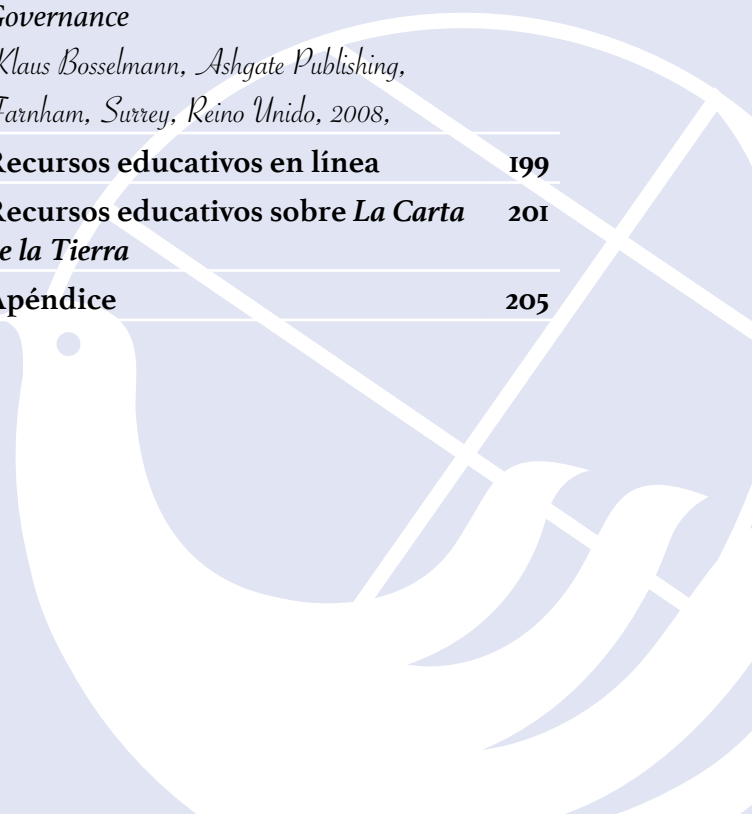 Governance
Klaus Bosselmann, Ashgate Publishing,
Farnham, Surrey, Reino Unido, 2008,
Recursos educativos en línea 199
Recursos educativos sobre La Carta 201
e la Tierra
Apéndice 205